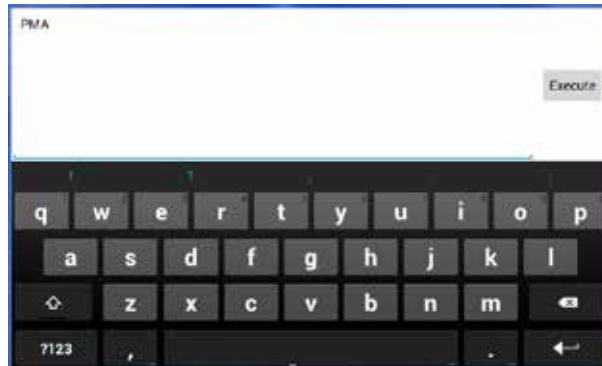 PMA
Execute
q w e r t y u i o p
a s d f g h j k l
z x c v b n m
?123 , .